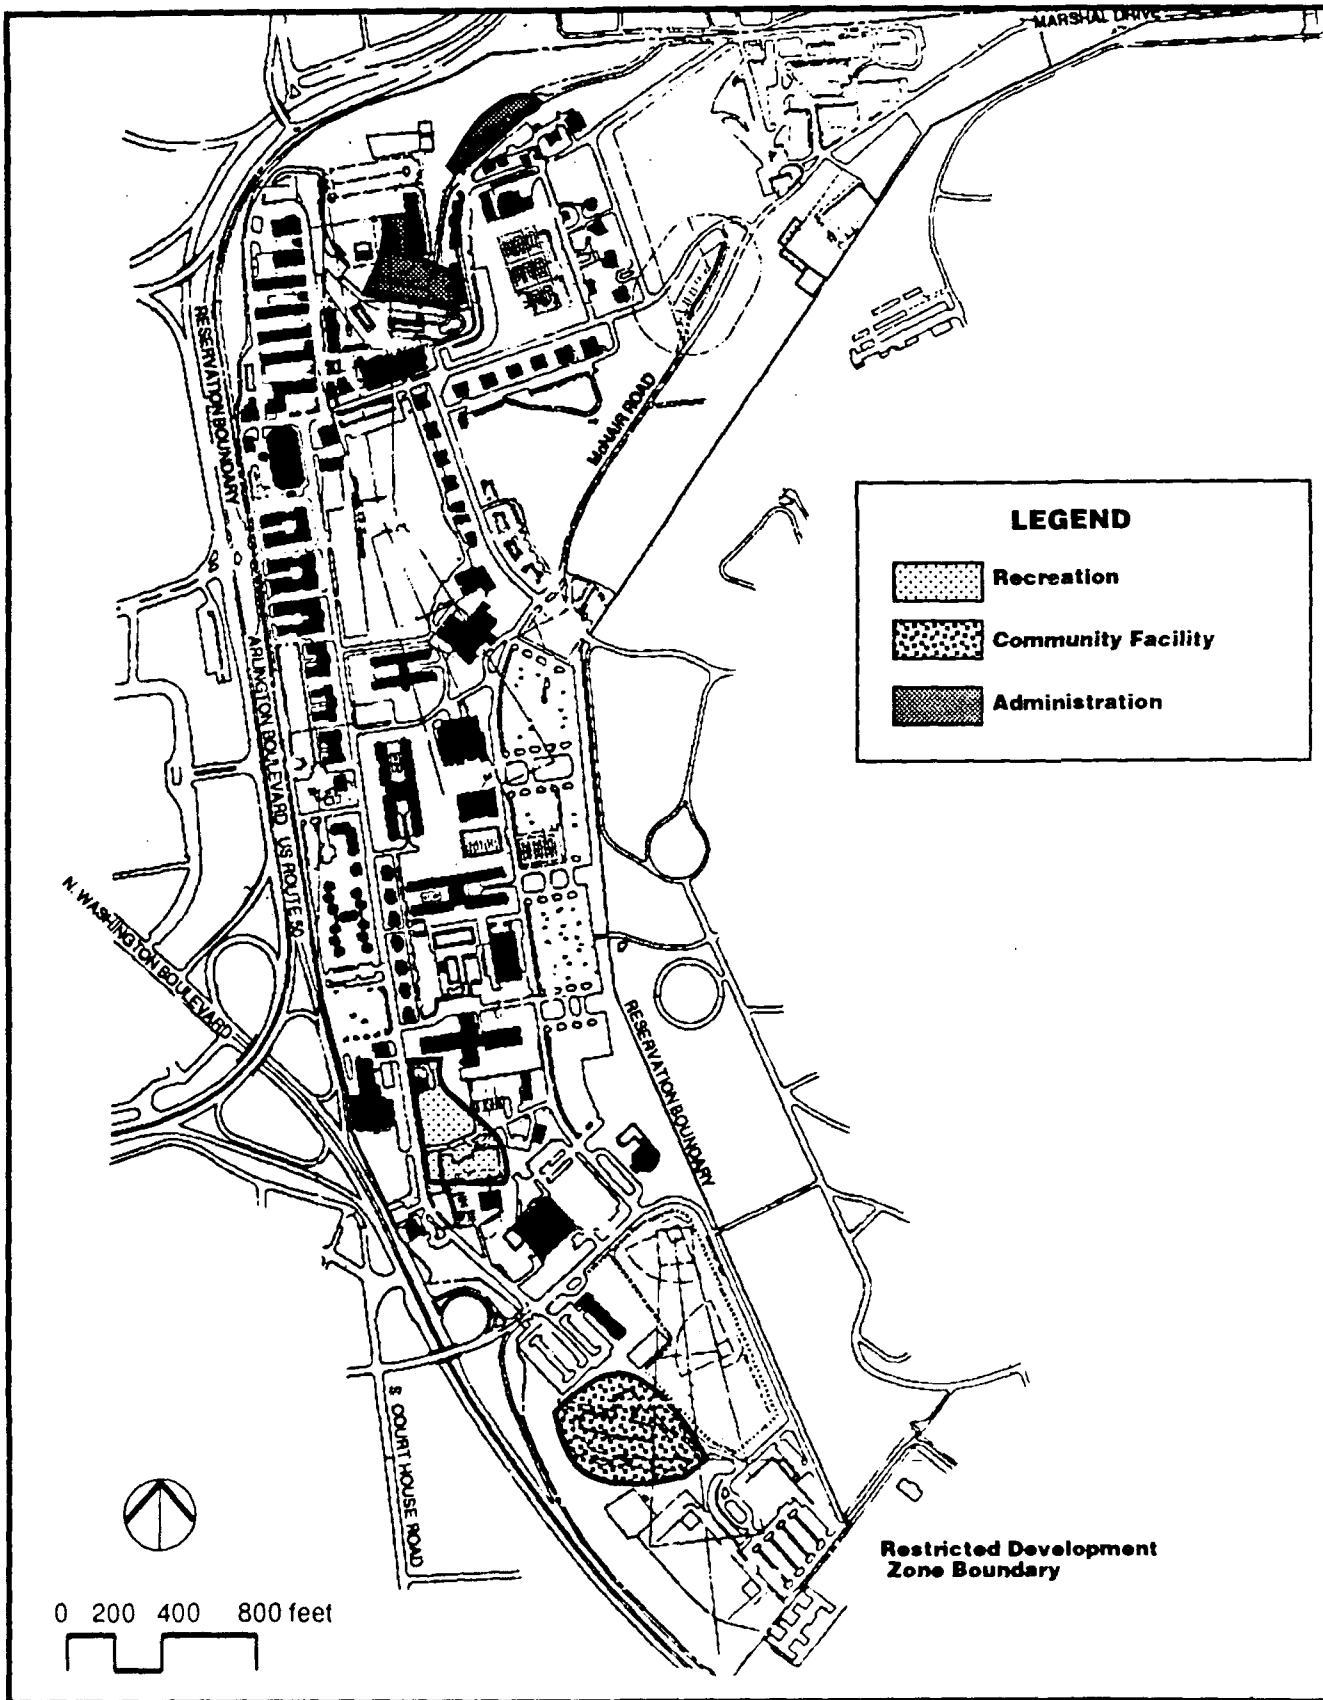 MARSHAL DRIVE
RESERVATION BOUNDARY
McNAIR ROAD
LEGEND
Recreation
Community Facility
Administration
ARLINGTON BOULEVARD US ROUTE 50
N. WASHINGTON BOULEVARD
RESERVATION BOUNDARY
S. COURT HOUSE ROAD
Restricted Development
Zone Boundary
0 200 400 800 feet